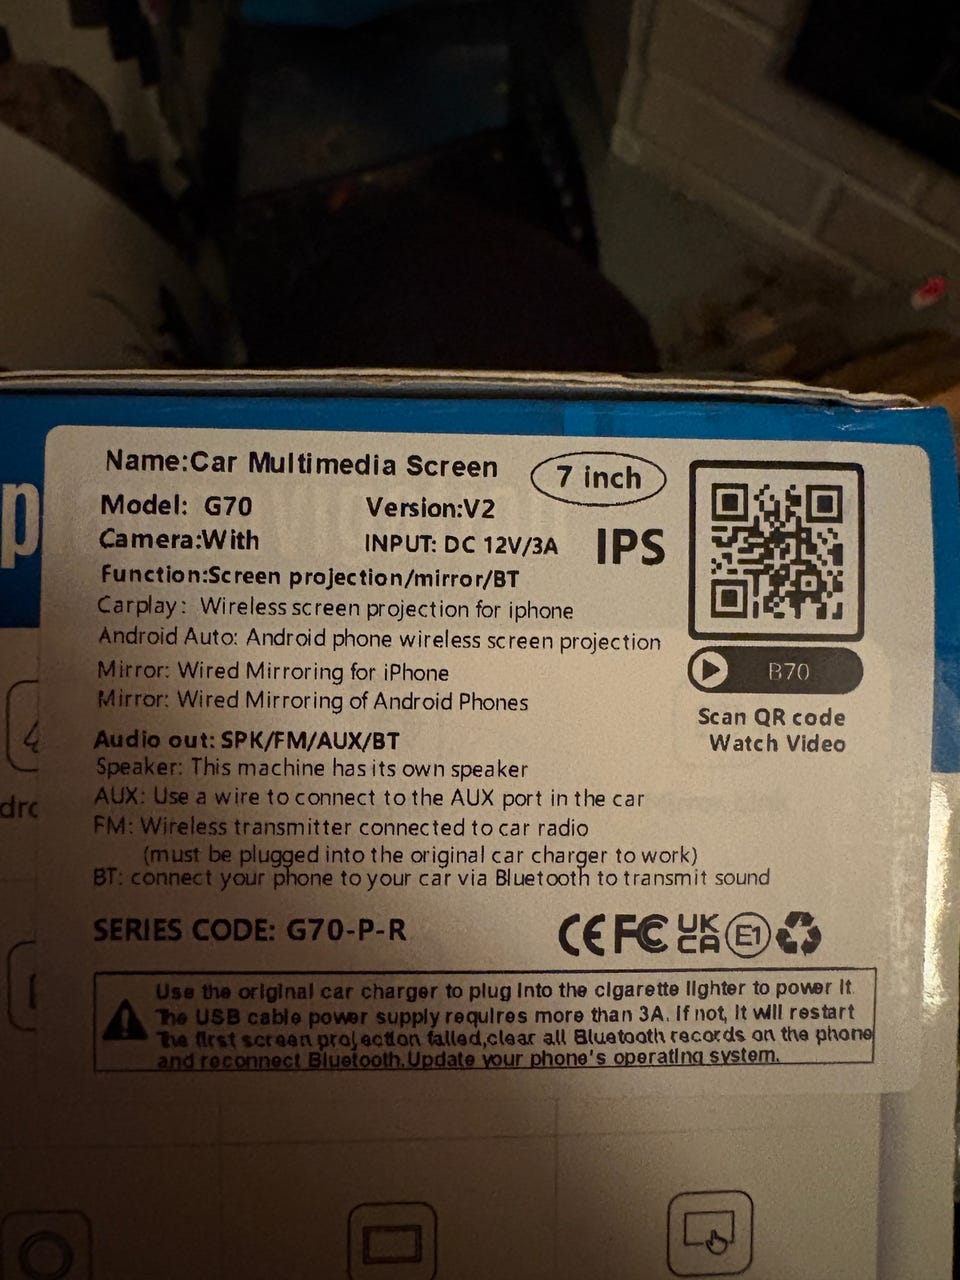 Name:Car Multimedia Screen
7 inch
Model: G70 Version:V2
Camera:With INPUT: DC 12V/3A
IPS
Function:Screen projection/mirror/BT
Carplay: Wireless screen projection for iphone
Android Auto: Android phone wireless screen projection
Mirror: Wired Mirroring for iPhone
Mirror: Wired Mirroring of Android Phones
B70
Scan QR code
Watch Video
Audio out: SPK/FM/AUX/BT
Speaker: This machine has its own speaker
AUX: Use a wire to connect to the AUX port in the car
FM: Wireless transmitter connected to car radio
(must be plugged into the original car charger to work)
BT: connect your phone to your car via Bluetooth to transmit sound
SERIES CODE: G70-P-R
CE FC UK CA E1
Use the original car charger to plug into the cigarette lighter to power it
The USB cable power supply requires more than 3A. If not, it will restart
The first screen projection failed,clear all Bluetooth records on the phone
and reconnect Bluetooth.Update your phone's operating system.